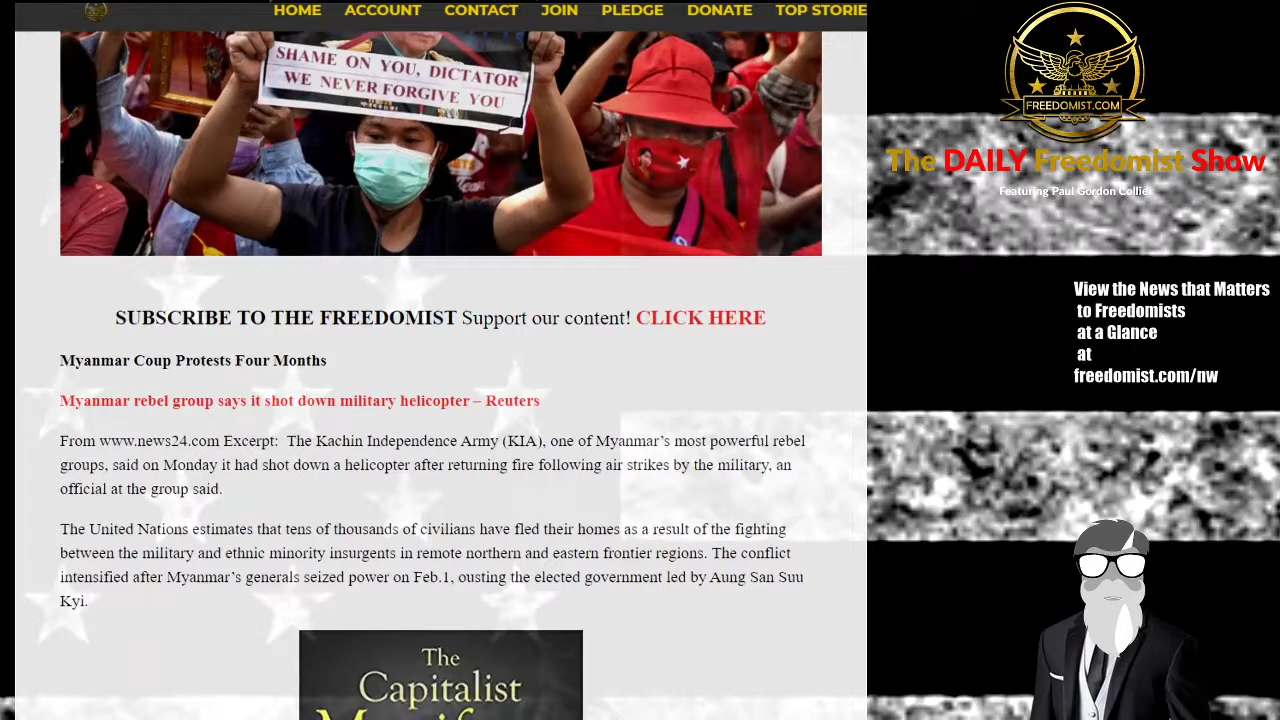 HOME ACCOUNT CONTACT JOIN PLEDGE DONATE TOP STORIE
SHAME ON YOU, DICTATOR
WE NEVER FORGIVE YOU
SUBSCRIBE TO THE FREEDOMIST Support our content! CLICK HERE
Myanmar Coup Protests Four Months
Myanmar rebel group says it shot down military helicopter – Reuters
From www.news24.com Excerpt: The Kachin Independence Army (KIA), one of Myanmar’s most powerful rebel
groups, said on Monday it had shot down a helicopter after returning fire following air strikes by the military, an
official at the group said.
The United Nations estimates that tens of thousands of civilians have fled their homes as a result of the fighting
between the military and ethnic minority insurgents in remote northern and eastern frontier regions. The conflict
intensified after Myanmar’s generals seized power on Feb.1, ousting the elected government led by Aung San Suu
Kyi.
The
Capitalist
FREEDOMIST.COM
The DAILY Freedomist Show
Featuring Paul Gordon Collie
View the News that Matters
to Freedomists
at a Glance
at
freedomist.com/nw